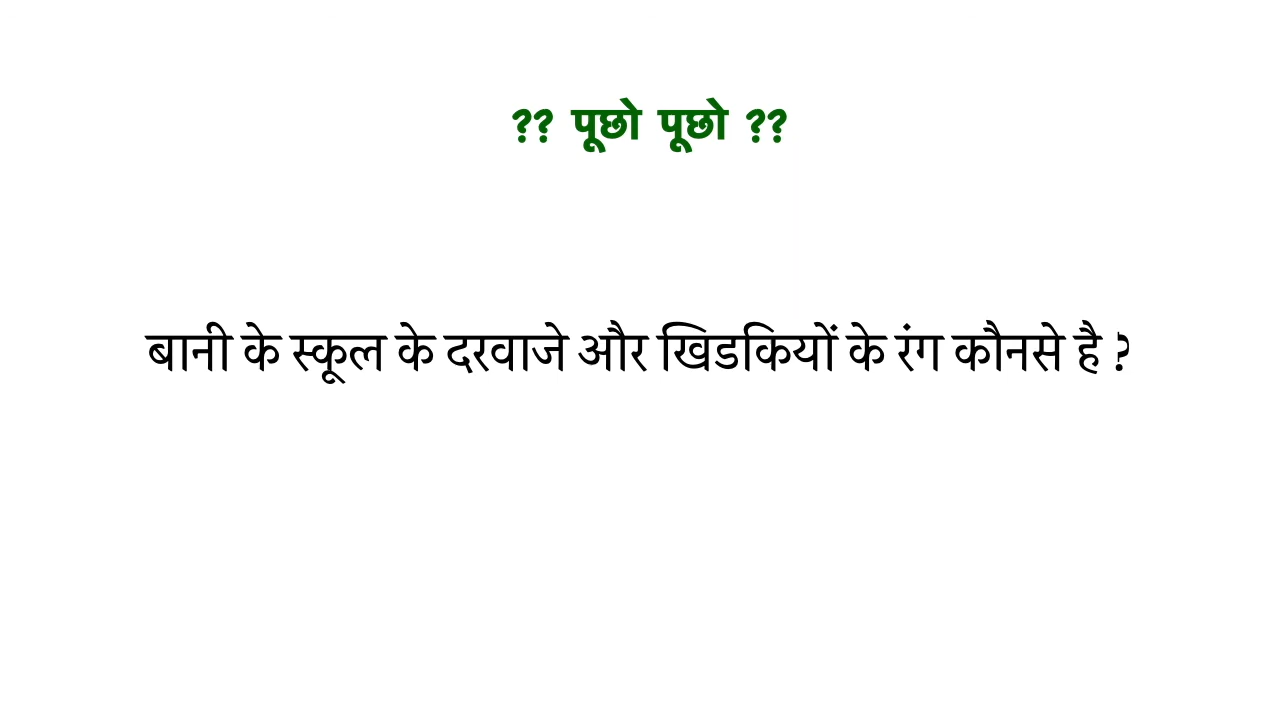 ?? पूछो पूछो ??
बानी के स्कूल के दरवाजे और खिडकियों के रंग कौनसे है ?